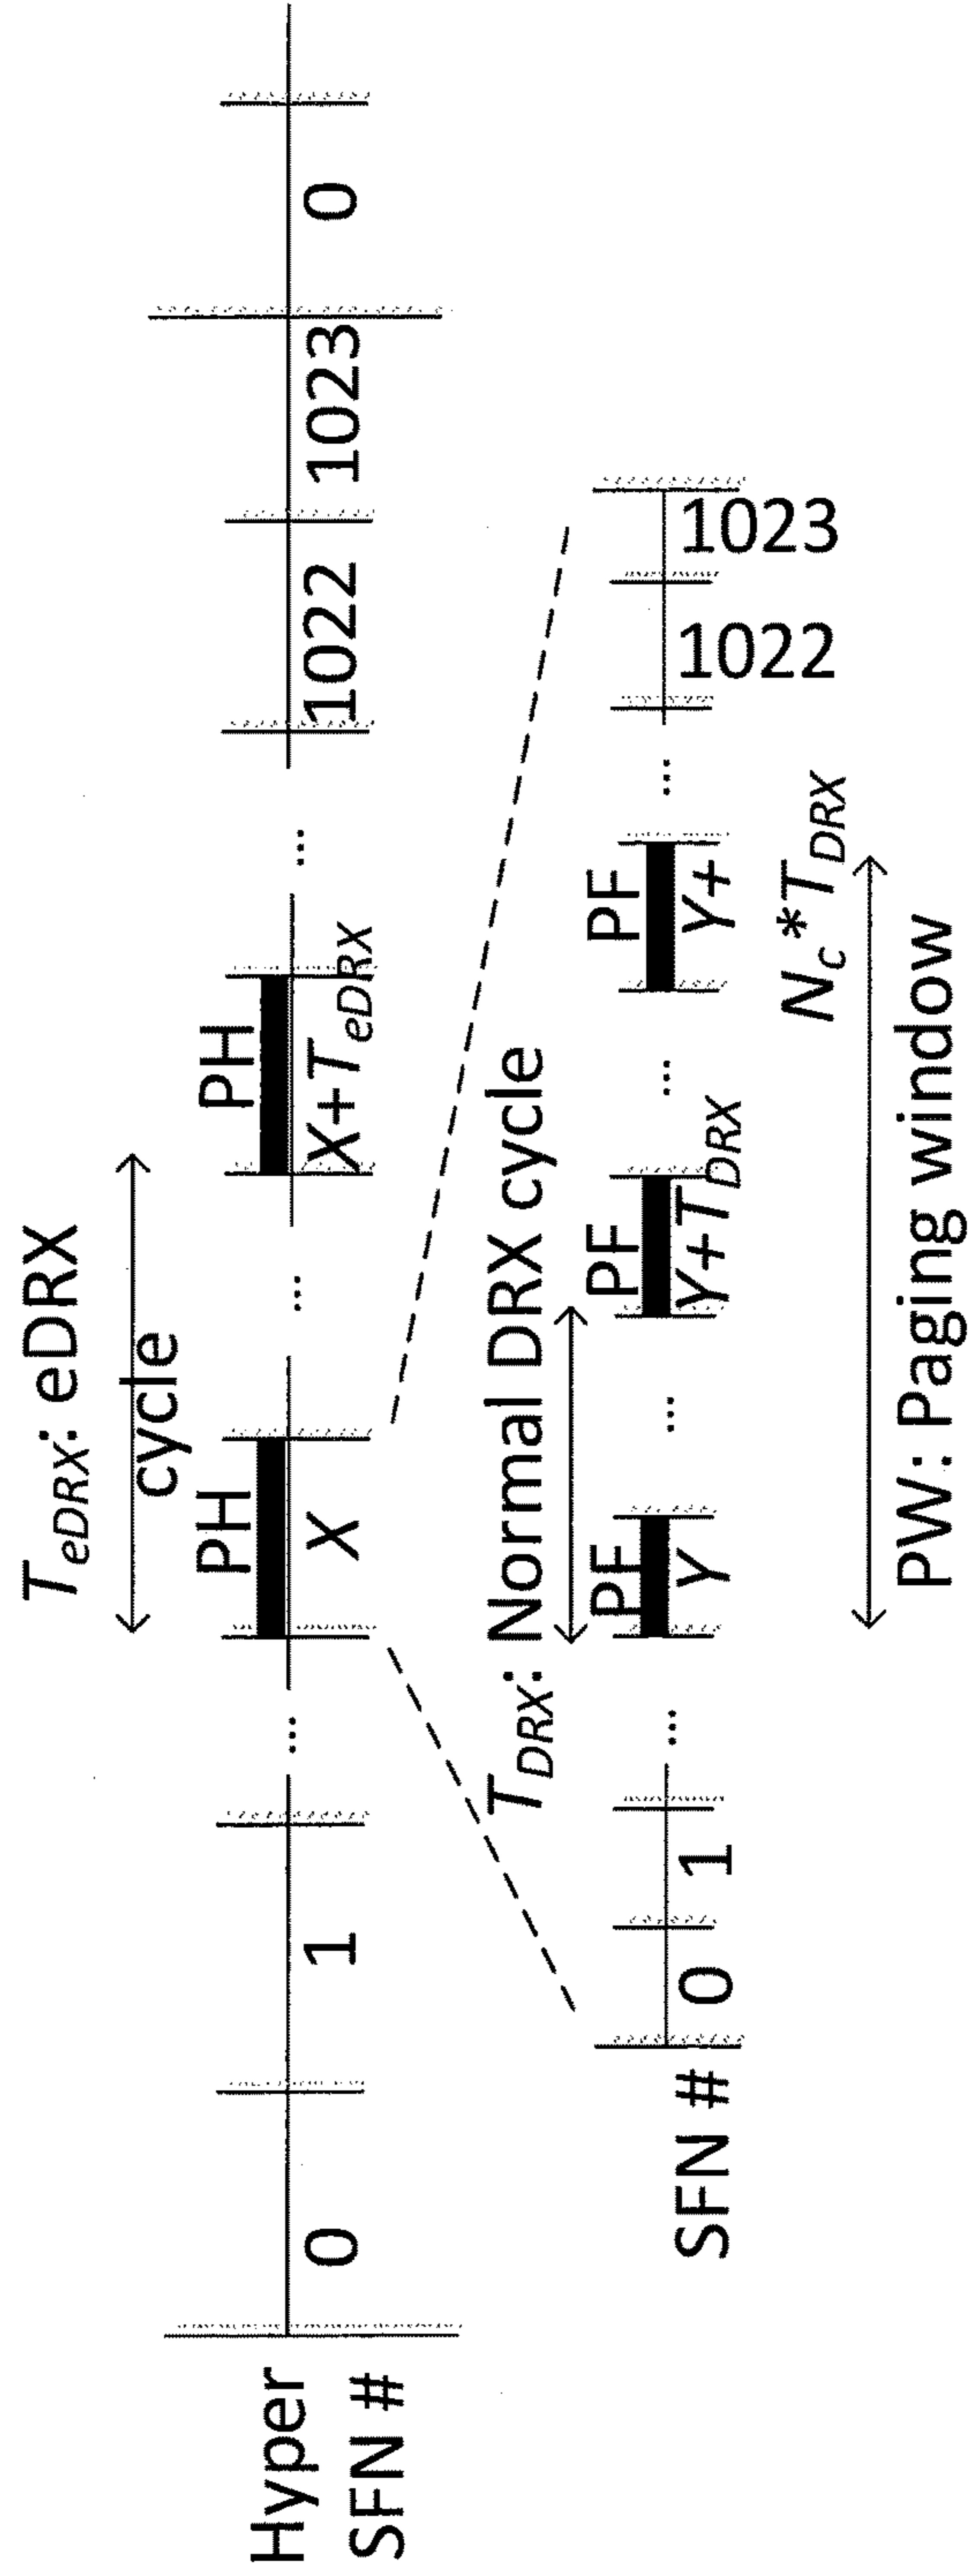 T_eDRX: eDRX
cycle
PH
PH
Hyper
SFN #
0
1
...
X
...
X+T_eDRX
...
1022
1023
0
T_DRX: Normal DRX cycle
PF
PF
PF
SFN #
0
1
...
Y
...
Y+T_DRX
...
Y+
...
1022
1023
N_c*T_DRX
PW: Paging window